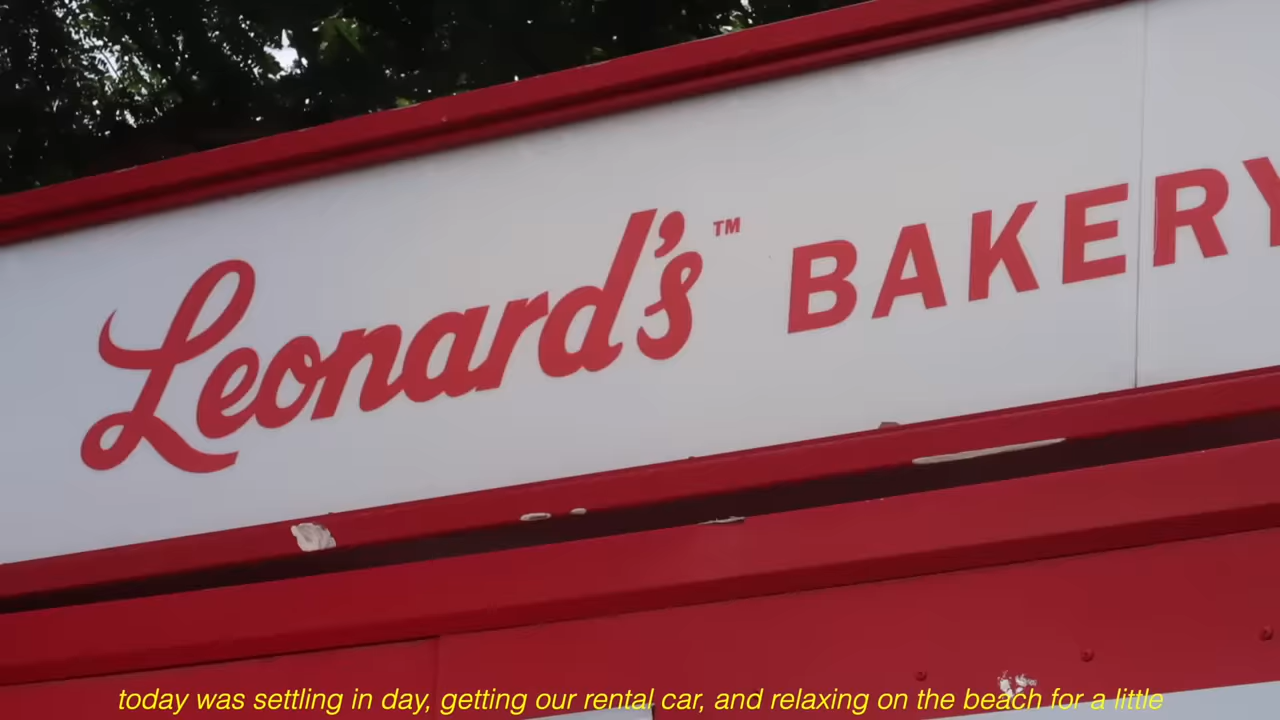 Leonard's™ BAKERY
today was settling in day, getting our rental car, and relaxing on the beach for a little